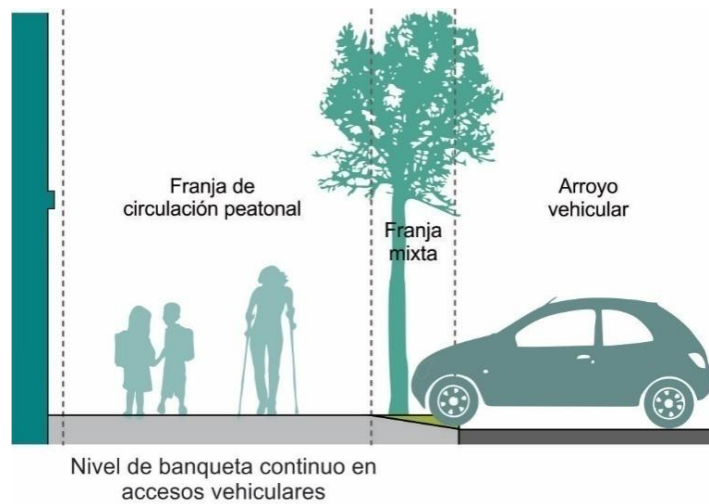 Franja de
circulación peatonal
Franja
mixta
Arroyo
vehicular
Nivel de banqueta continuo en
accesos vehiculares